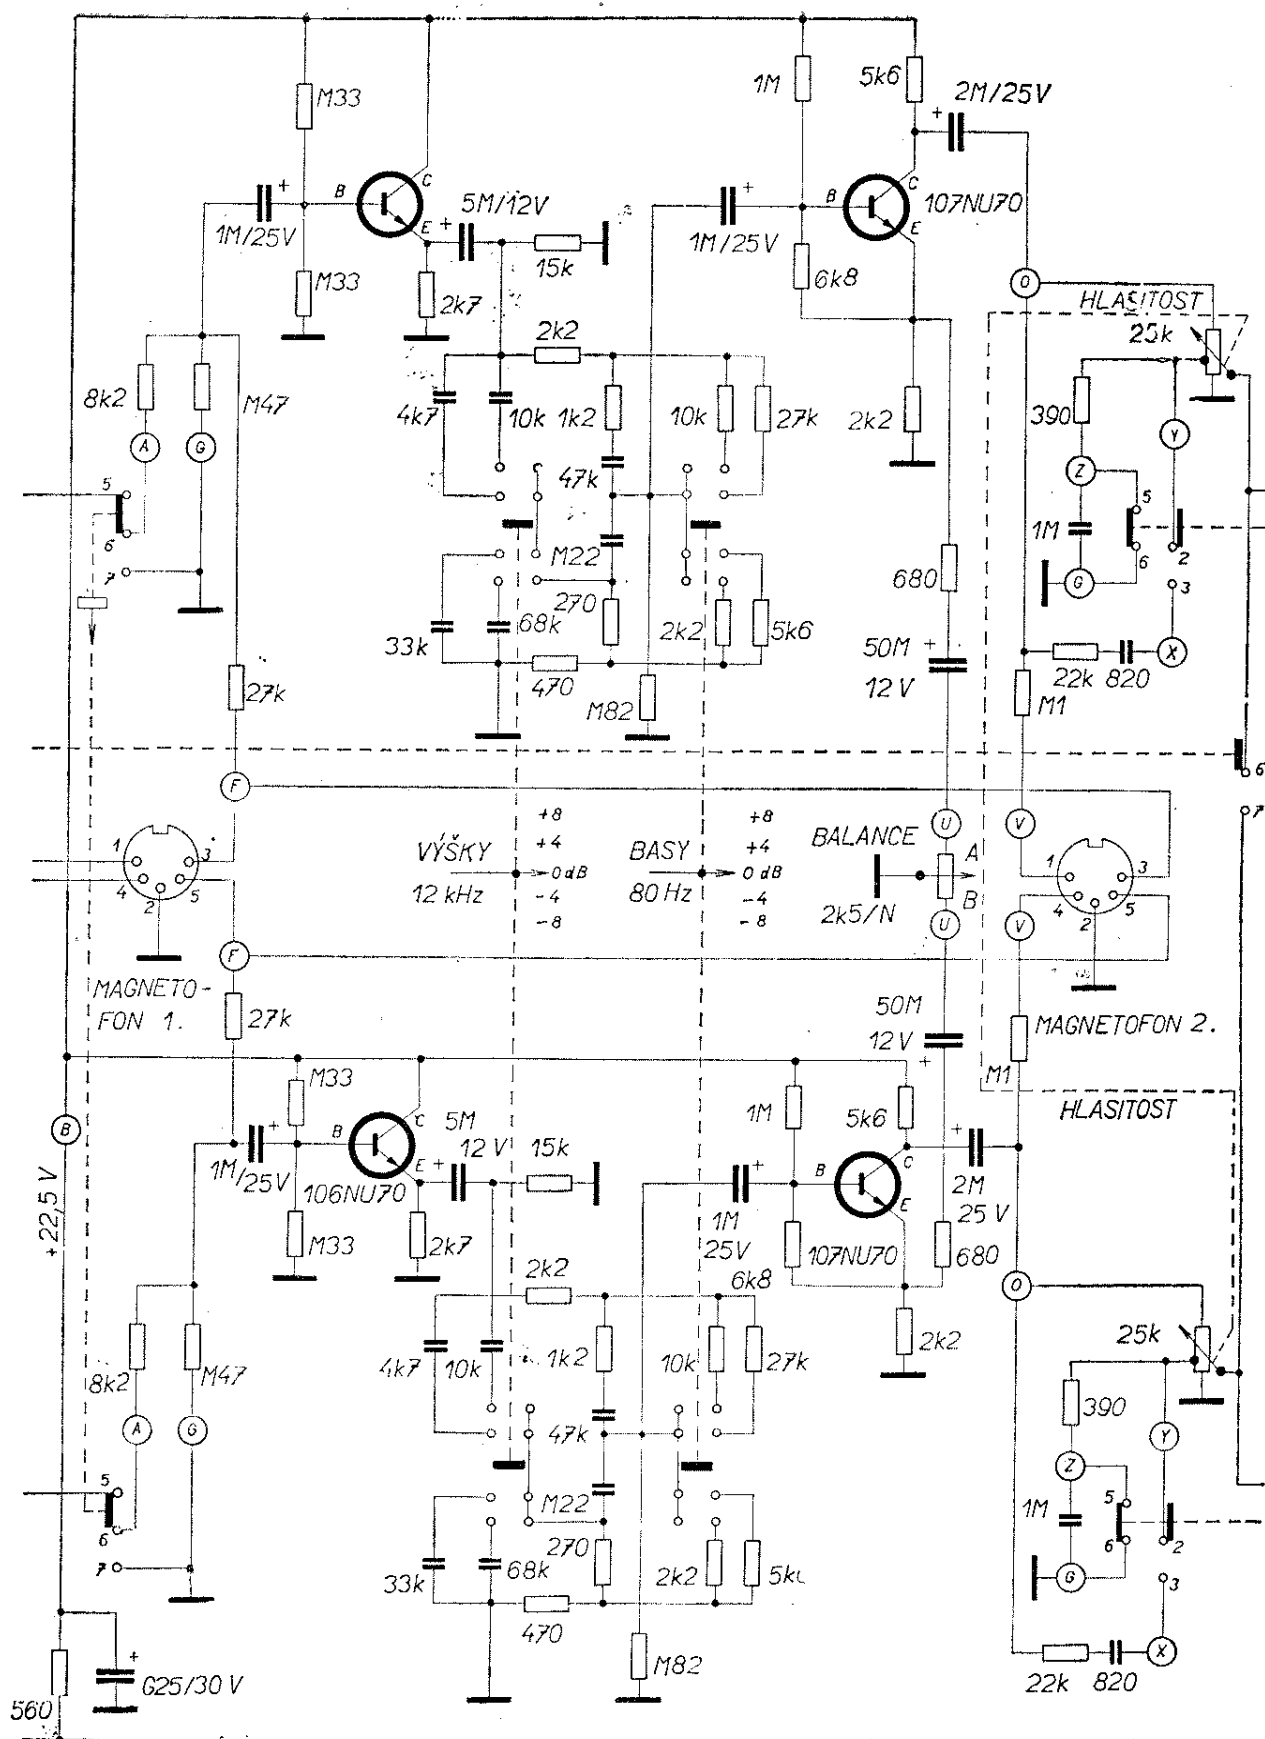 M33
1M
5k6
2M/25V
+
B
C
E
+
1M/25V
5M/12V
+
15k
M33
2k7
+
1M/25V
B
C
E
107NU70
6k8
O
HLASITOST
25k
8k2
M47
2k2
4k7
10k
1k2
10k
27k
2k2
390
Y
A
G
47k
Z
5
6
7
M22
270
1M
5
6
2
3
G
680
33k
68k
2k2
5k6
470
M82
50M
+
12V
22k
820
X
M1
27k
F
6
7
1
3
4
5
2
VÝŠKY
12 kHz
+8
+4
0 dB
-4
-8
BASY
80 Hz
+8
+4
0 dB
-4
-8
BALANCE
2k5/N
U
A
B
U
V
V
1
3
4
5
2
F
MAGNETO-
FON 1.
27k
50M
12V
+
MAGNETOFON 2.
M1
HLASITOST
B
+22,5 V
M33
1M/25V
+
B
C
E
106NU70
5M
12 V
+
15k
M33
2k7
1M
5k6
1M
25V
+
B
C
E
107NU70
6k8
+
2M
25 V
680
O
2k2
25k
8k2
M47
2k2
4k7
10k
1k2
10k
27k
2k2
390
Y
A
G
47k
Z
5
6
7
M22
270
1M
5
6
2
3
G
33k
68k
2k2
470
M82
22k
820
X
560
+
G25/30 V